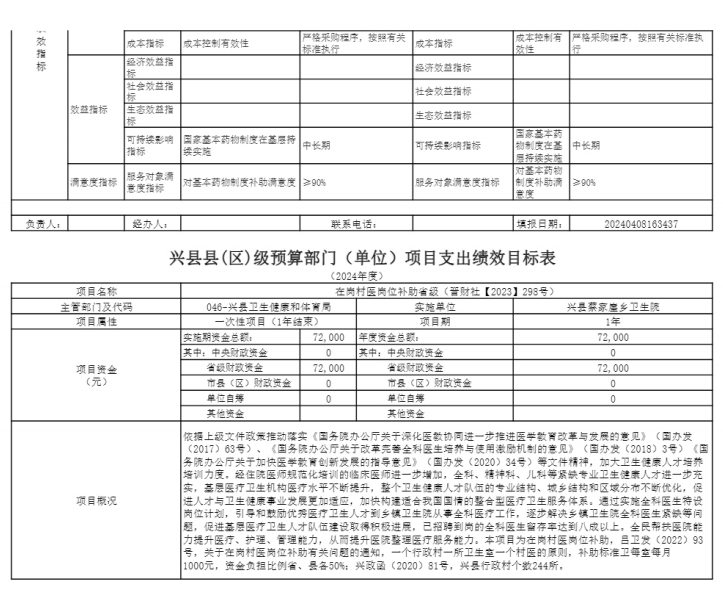 效
指
标
成本指标 成本控制有效性 严格采购程序，按照有关标准执行 成本指标 成本控制有效性 严格采购程序，按照有关标准执行
经济效益指标 经济效益指标
社会效益指标 社会效益指标
效益指标 生态效益指标 生态效益指标
可持续影响指标 国家基本药物制度在基层持续实施 中长期 可持续影响指标 国家基本药物制度在基层持续实施 中长期
满意度指标 服务对象满意度指标 对基本药物制度补助满意度 ≥90% 服务对象满意度指标 对基本药物制度补助满意度 ≥90%
负责人： 经办人： 联系电话： 填报日期： 20240408163437
兴县县(区)级预算部门（单位）项目支出绩效目标表
（2024年度）
项目名称 在岗村医岗位补助省级（晋财社【2023】298号）
主管部门及代码 046-兴县卫生健康和体育局 实施单位 兴县蔡家崖乡卫生院
项目属性 一次性项目（1年结束） 项目期 1年
项目资金
（元）
实施期资金总额： 72,000 年度资金总额： 72,000
其中：中央财政资金 0 其中：中央财政资金 0
省级财政资金 72,000 省级财政资金 72,000
市县（区）财政资金 0 市县（区）财政资金 0
单位自筹 0 单位自筹 0
其他资金 其他资金
项目概况
依据上级文件政策推动落实《国务院办公厅关于深化医教协同进一步推进医学教育改革与发展的意见》（国办发
（2017）63号）、《国务院办公厅关于改革完善全科医生培养与使用激励机制的意见》（国办发（2018）3号）《国
务院办公厅关于加快医学教育创新发展的指导意见》（国办发（2020）34号）等文件精神，加大卫生健康人才培养
培训力度，经住院医师规范化培训的临床医师进一步增加，全科、精神科、儿科等紧缺专业卫生健康人才进一步充
实，基层医疗卫生机构医疗水平不断提升，整个卫生健康人才队伍的专业结构、城乡结构和区域分布不断优化，促
进人才与卫生健康事业发展更加适应，加快构建适合我国国情的整合型医疗卫生服务体系。通过实施全科医生特设
岗位计划，引导和鼓励优秀医疗卫生人才到乡镇卫生院从事全科医疗工作，逐步解决乡镇卫生院全科医生紧缺等问
题，促进基层医疗卫生人才队伍建设取得积极进展，已招聘到岗的全科医生留存率达到八成以上。全民帮扶医院能
力提升医疗、护理、管理能力，从而提升医院整理医疗服务能力。本项目为在岗村医岗位补助，吕卫发（2022）93
号，关于在岗村医岗位补助有关问题的通知，一个行政村一所卫生室一个村医的原则，补助标准卫每室每月
1000元，资金负担比例省、县各50%；兴政函（2020）81号，兴县行政村个数244所。